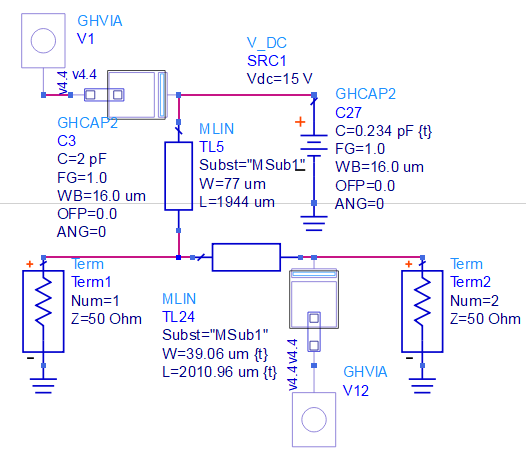 GHVIA
V1
v4.4
v4.4
V_DC
SRC1
Vdc=15 V
GHCAP2
C3
C=2 pF
FG=1.0
WB=16.0 um
OFP=0.0
ANG=0
MLIN
TL5
Subst="MSub1"
W=77 um
L=1944 um
+
GHCAP2
C27
C=0.234 pF {t}
FG=1.0
WB=16.0 um
OFP=0.0
ANG=0
+
Term
Term1
Num=1
Z=50 Ohm
-
MLIN
TL24
Subst="MSub1"
W=39.06 um {t}
L=2010.96 um {t}
v4.4
v4.4
GHVIA
V12
+
Term
Term2
Num=2
Z=50 Ohm
-